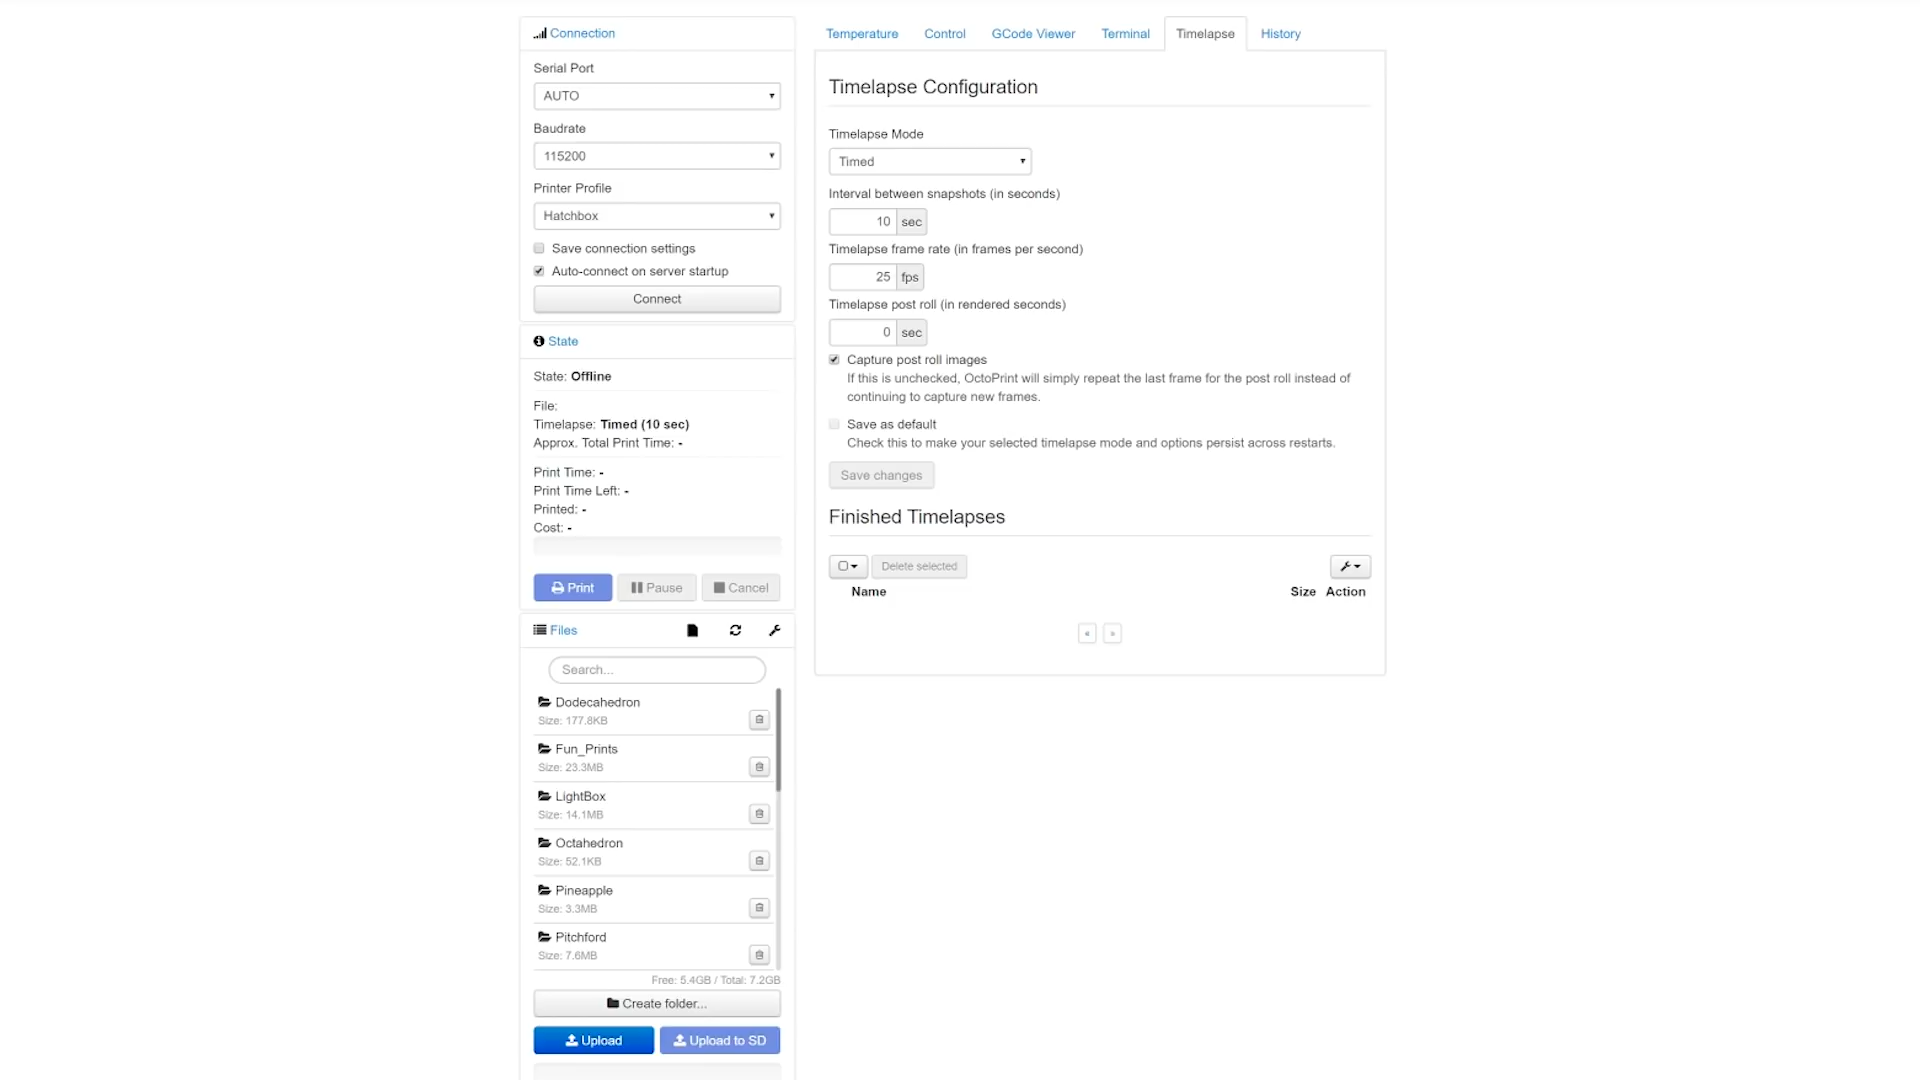 Connection
Serial Port
AUTO
Baudrate
115200
Printer Profile
Hatchbox
Save connection settings
Auto-connect on server startup
Connect
State
State: Offline
File:
Timelapse: Timed (10 sec)
Approx. Total Print Time: -
Print Time: -
Print Time Left: -
Printed: -
Cost: -
Print Pause Cancel
Files
Search...
Dodecahedron
Size: 177.8KB
Fun_Prints
Size: 23.3MB
LightBox
Size: 14.1MB
Octahedron
Size: 52.1KB
Pineapple
Size: 3.3MB
Pitchford
Size: 7.6MB
Free: 5.4GB / Total: 7.2GB
Create folder...
Upload Upload to SD
Temperature Control GCode Viewer Terminal Timelapse History
Timelapse Configuration
Timelapse Mode
Timed
Interval between snapshots (in seconds)
10 sec
Timelapse frame rate (in frames per second)
25 fps
Timelapse post roll (in rendered seconds)
0 sec
Capture post roll images
If this is unchecked, OctoPrint will simply repeat the last frame for the post roll instead of
continuing to capture new frames.
Save as default
Check this to make your selected timelapse mode and options persist across restarts.
Save changes
Finished Timelapses
Delete selected
Name Size Action
« »